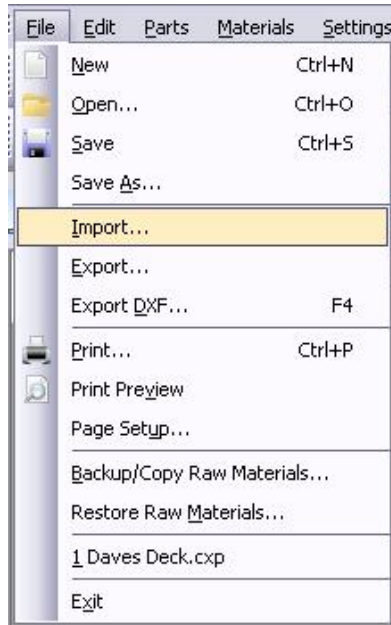 File Edit Parts Materials Settings
New Ctrl+N
Open... Ctrl+O
Save Ctrl+S
Save As...
Import...
Export...
Export DXF... F4
Print... Ctrl+P
Print Preview
Page Setup...
Backup/Copy Raw Materials...
Restore Raw Materials...
1 Daves Deck.cxp
Exit